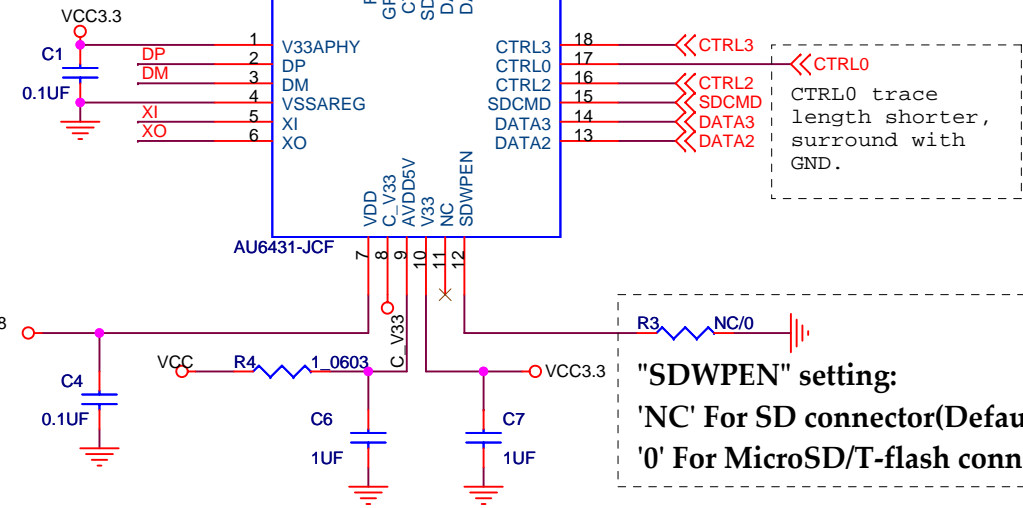 VCC3.3
C1
0.1UF
DP
DM
XI
XO
1
2
3
4
5
6
V33APHY
DP
DM
VSSAREG
XI
XO
CTRL3
CTRL0
CTRL2
SDCMD
DATA3
DATA2
18
17
16
15
14
13
CTRL3
CTRL0
CTRL2
SDCMD
DATA3
DATA2
CTRL0 trace
length shorter,
surround with
GND.
VDD
C_V33
AVDD5V
V33
NC
SDWPEN
AU6431-JCF
7
8
9
10
11
12
C_V33
8
C4
0.1UF
VCC
R4
1_0603
C6
1UF
C7
1UF
VCC3.3
R3
NC/0
"SDWPEN" setting:
'NC' For SD connector(Defau
'0' For MicroSD/T-flash conn